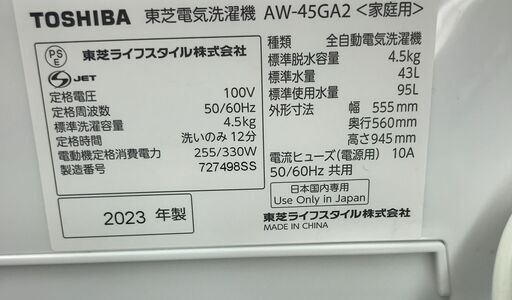 TOSHIBA 東芝電気洗濯機 AW-45GA2 <家庭用>
PS
E
東芝ライフスタイル株式会社
S JET
定格電圧 100V
定格周波数 50/60Hz
標準洗濯容量 4.5kg
定格時間 洗いのみ 12分
電動機定格消費電力 255/330W
製造番号 727498SS
2023 年製
種類 全自動電気洗濯機
標準脱水容量 4.5kg
標準水量 43L
標準使用水量 95L
外形寸法 幅 555mm
奥行560mm
高さ945mm
電流ヒューズ(電源用) 10A
50/60Hz 共用
日本国内専用
Use Only in Japan
東芝ライフスタイル株式会社
MADE IN CHINA